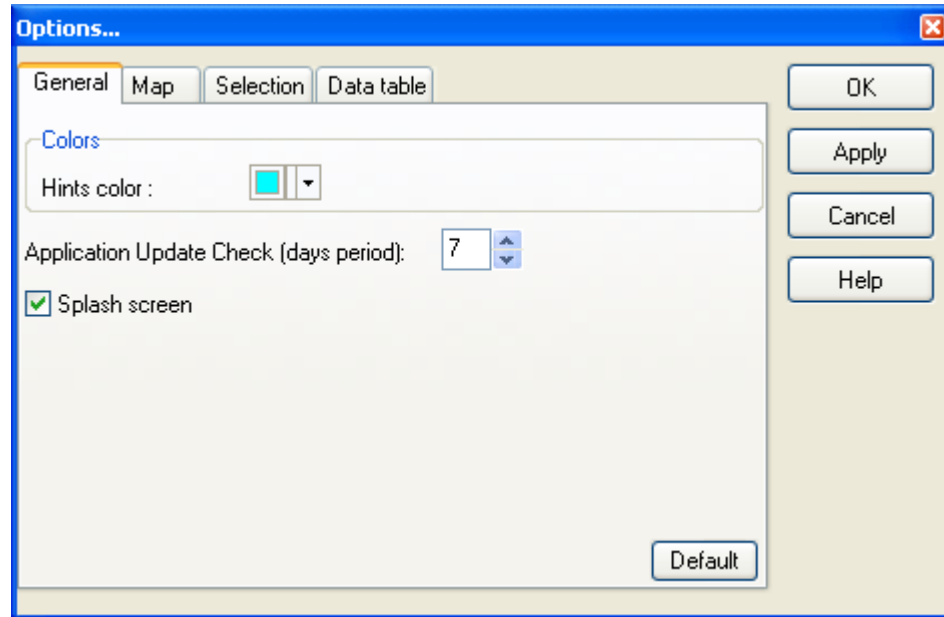 Options...
General Map Selection Data table
OK
Colors
Apply
Hints color :
Cancel
Application Update Check (days period): 7
Help
Splash screen
Default